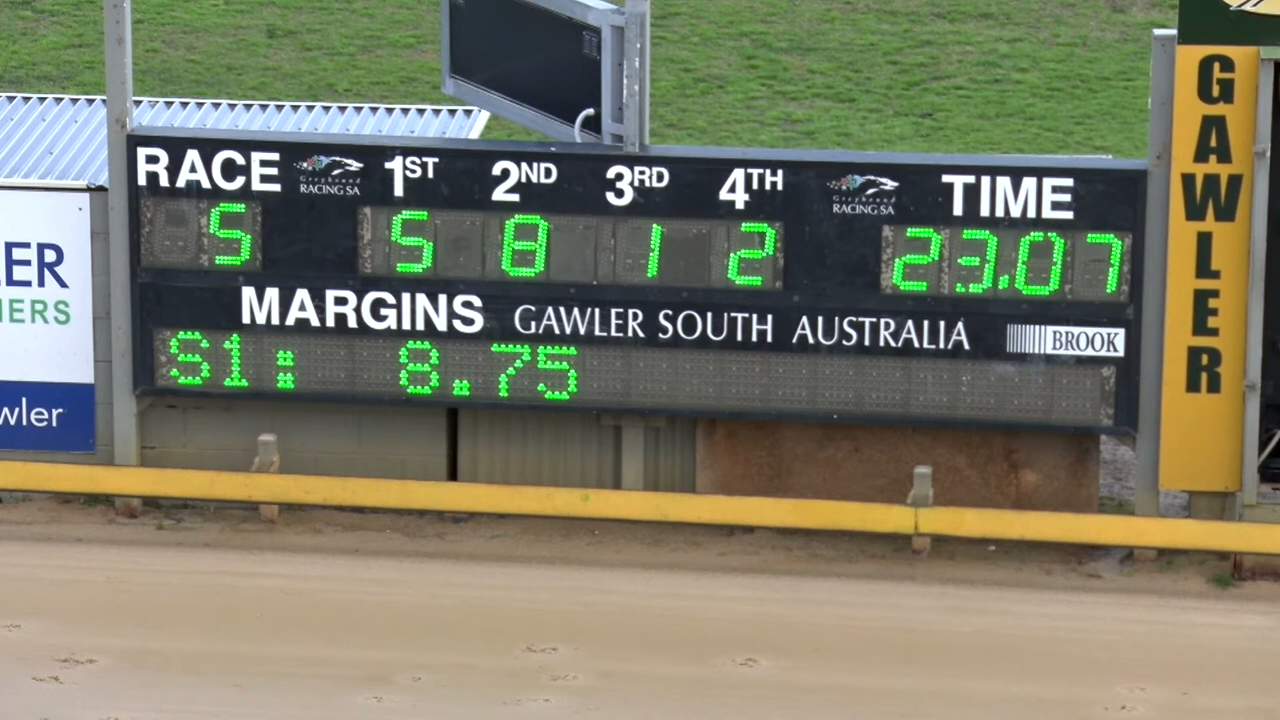 RACE Greyhound RACING SA 1ST 2ND 3RD 4TH Greyhound RACING SA TIME
5 5 8 1 2 23.07
MARGINS GAWLER SOUTH AUSTRALIA BROOK
S1: 8.75
GAWLER
ER
ERS
wler